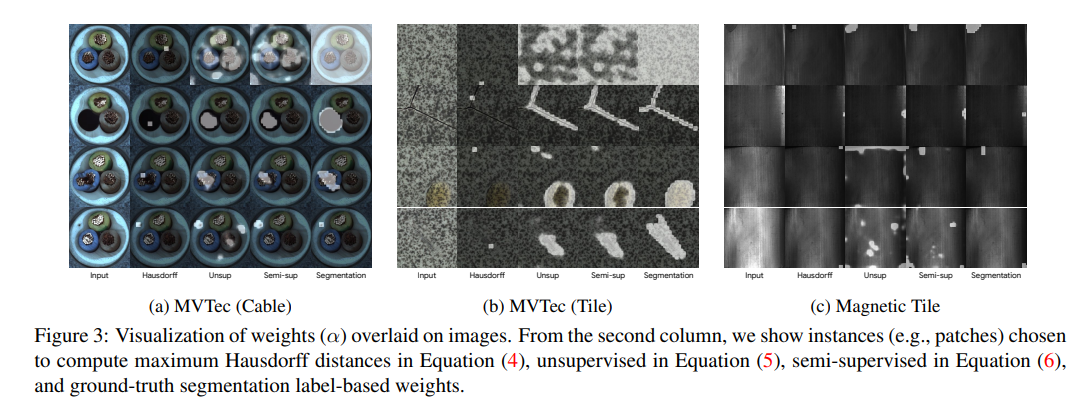 Input Hausdorff Unsup Semi-sup Segmentation
Input Hausdorff Unsup Semi-sup Segmentation
Input Hausdorff Unsup Semi-sup Segmentation
(a) MVTec (Cable)
(b) MVTec (Tile)
(c) Magnetic Tile
Figure 3: Visualization of weights (α) overlaid on images. From the second column, we show instances (e.g., patches) chosen
to compute maximum Hausdorff distances in Equation (4), unsupervised in Equation (5), semi-supervised in Equation (6),
and ground-truth segmentation label-based weights.